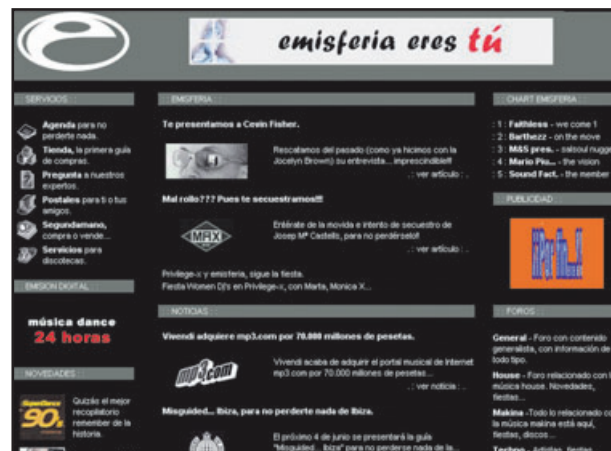 emisferia eres tú
SERVICIOS
Agenda para no
perderte nada.
Tienda, la primera guía
de compras.
Pregunta a nuestros
expertos.
Postales para ti o tus
amigos.
Segundamano,
compra o vende...
Servicios para
discotecas.
EMISION DIGITAL
música dance
24 horas
NOVEDADES
SuperDance
90s
Quizás el mejor
recopilatorio
remember de la
historia.
EMISFERIA
Te presentamos a Cevin Fisher.
Rescatamos del pasado (como ya hicimos con la
Jocelyn Brown) su entrevista... imprescindible!!!
.: ver artículo :.
Mal rollo??? Pues te secuestramos!!!
MAX
Entérate de la movida e intento de secuestro de
Josep Mª Castells, para no perdérselo!!
.: ver artículo :.
Privilege-x y emisferia, sigue la fiesta.
Fiesta Women Dj's en Privilege-x, con Marta, Monica X...
NOTICIAS
Vivendi adquiere mp3.com por 70.000 millones de pesetas.
mp3.com
Vivendi acaba de adquirir el portal musical de Internet
mp3.com por 70.000 millones de pesetas...
.: ver noticia :.
Misguided... Ibiza, para no perderte nada de Ibiza.
El próximo 4 de junio se presentará la guía
"Misguided... Ibiza" para no perderse nada de la...
CHART EMISFERIA
: 1 : Faithless - we come 1
: 2 : Barthezz - on the move
: 3 : M&S pres. - salsoul nugge
: 4 : Mario Piu... - the vision
: 5 : Sound Fact. - the member
PUBLICIDAD
FOROS
General - Foro con contenido
generalista, con información de
todo tipo.
House - Foro relacionado con l
música house. Novedades,
fiestas...
Makina - Todo lo relacionado co
la música makina está aquí,
fiestas, discos...
Techno - Artistas, fiestas